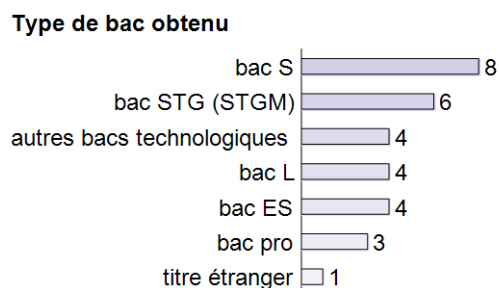 Type de bac obtenu
bac S 8
bac STG (STGM) 6
autres bacs technologiques 4
bac L 4
bac ES 4
bac pro 3
titre étranger 1